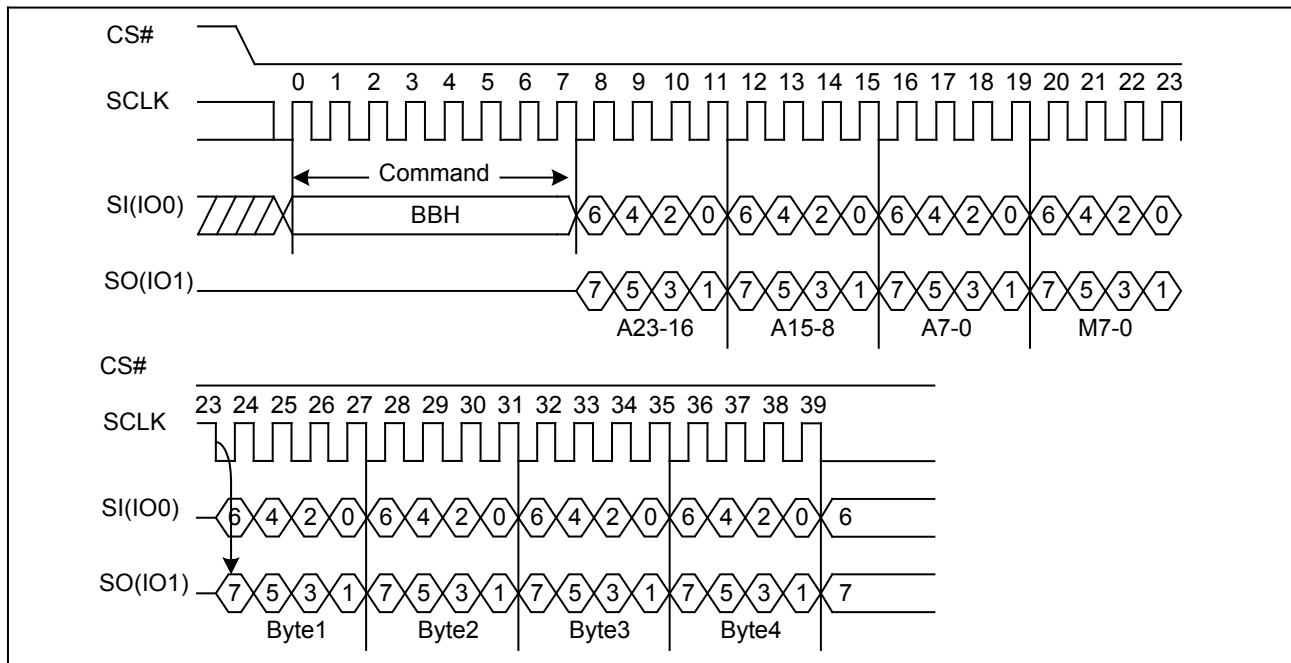 CS#
0 1 2 3 4 5 6 7 8 9 10 11 12 13 14 15 16 17 18 19 20 21 22 23
SCLK
Command
SI(IO0) BBH 6 4 2 0 6 4 2 0 6 4 2 0 6 4 2 0
SO(IO1) 7 5 3 1 7 5 3 1 7 5 3 1 7 5 3 1
A23-16 A15-8 A7-0 M7-0
CS#
23 24 25 26 27 28 29 30 31 32 33 34 35 36 37 38 39
SCLK
SI(IO0) 6 4 2 0 6 4 2 0 6 4 2 0 6 4 2 0 6
SO(IO1) 7 5 3 1 7 5 3 1 7 5 3 1 7 5 3 1 7
Byte1 Byte2 Byte3 Byte4